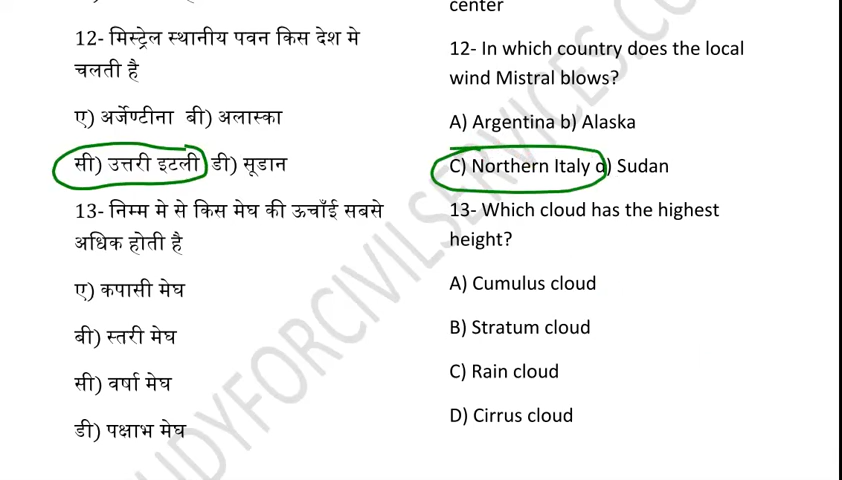 12- मिस्ट्रेल स्थानीय पवन किस देश मे
चलती है
ए) अर्जेण्टीना बी) अलास्का
सी) उत्तरी इटली डी) सूडान
13- निम्न मे से किस मेघ की ऊचाँई सबसे
अधिक होती है
ए) कपासी मेघ
बी) स्तरी मेघ
सी) वर्षा मेघ
डी) पक्षाभ मेघ
center
12- In which country does the local
wind Mistral blows?
A) Argentina b) Alaska
C) Northern Italy d) Sudan
13- Which cloud has the highest
height?
A) Cumulus cloud
B) Stratum cloud
C) Rain cloud
D) Cirrus cloud
UDYFORCIVILSERVICES.COM